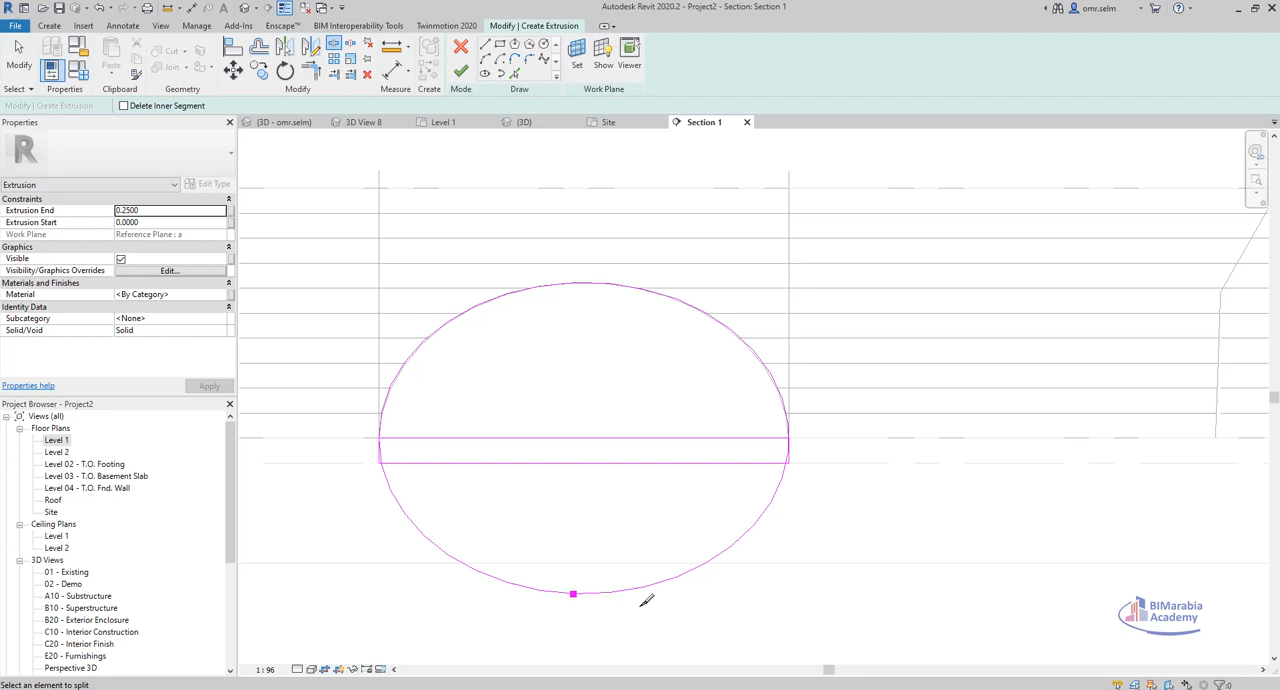 Autodesk Revit 2020.2 - Project2 - Section: Section 1
omr.selm
File Create Insert Annotate View Manage Add-Ins Enscape™ BIM Interoperability Tools Twinmotion 2020 Modify | Create Extrusion
Modify
Paste
Cut
Join
Set Show Viewer
Select Properties Clipboard Geometry Modify Measure Create Mode Draw Work Plane
Modify | Create Extrusion Delete Inner Segment
Properties
{3D - omr.selm} 3D View 8 Level 1 {3D} Site Section 1
Extrusion Edit Type
Constraints
Extrusion End 0.2500
Extrusion Start 0.0000
Work Plane Reference Plane : a
Graphics
Visible
Visibility/Graphics Overrides Edit...
Materials and Finishes
Material <By Category>
Identity Data
Subcategory <None>
Solid/Void Solid
Properties help Apply
Project Browser - Project2
Views (all)
Floor Plans
Level 1
Level 2
Level 02 - T.O. Footing
Level 03 - T.O. Basement Slab
Level 04 - T.O. Fnd. Wall
Roof
Site
Ceiling Plans
Level 1
Level 2
3D Views
01 - Existing
02 - Demo
A10 - Substructure
B10 - Superstructure
B20 - Exterior Enclosure
C10 - Interior Construction
C20 - Interior Finish
E20 - Furnishings
Perspective 3D
BIMarabia
Academy
1 : 96
Select an element to split
:0